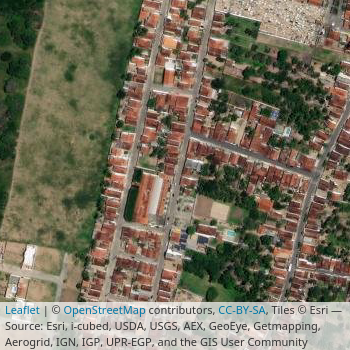 Leaflet | © OpenStreetMap contributors, CC-BY-SA, Tiles © Esri —
Source: Esri, i-cubed, USDA, USGS, AEX, GeoEye, Getmapping,
Aerogrid, IGN, IGP, UPR-EGP, and the GIS User Community